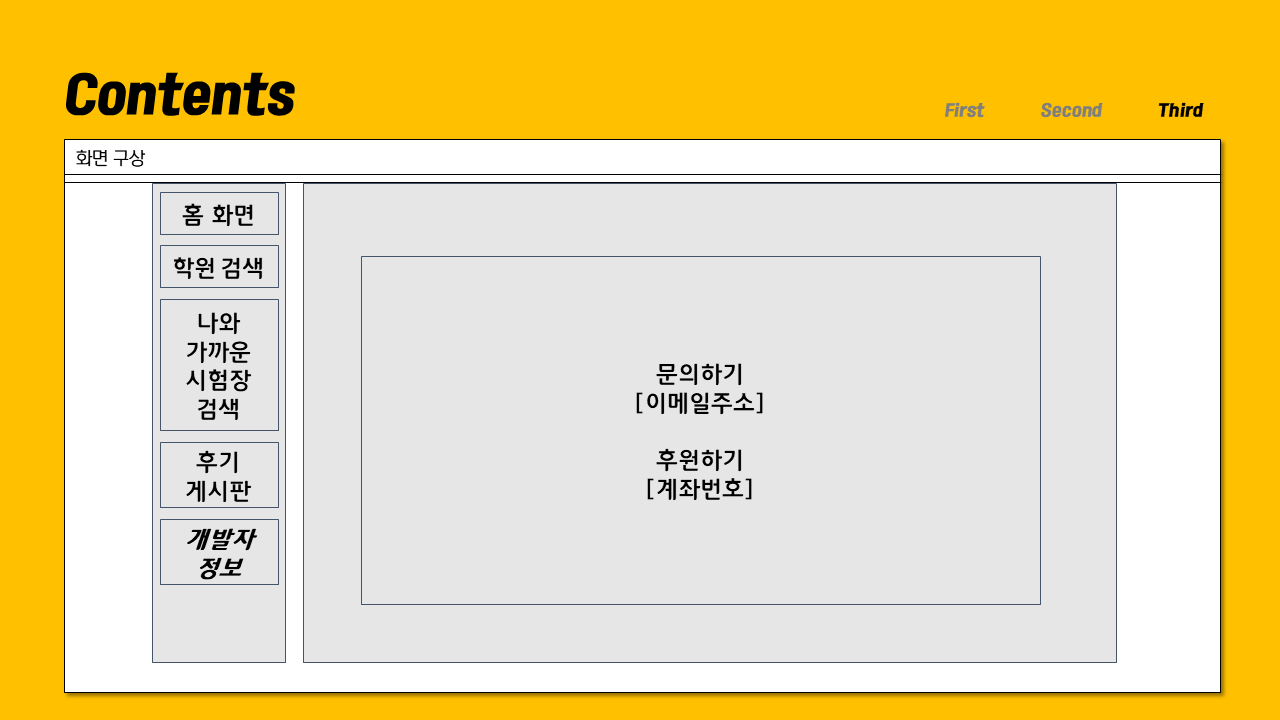 Contents
First Second Third
화면 구상
홈 화면
학원 검색
나와
가까운
시험장
검색
후기
게시판
개발자
정보
문의하기
[이메일주소]
후원하기
[계좌번호]